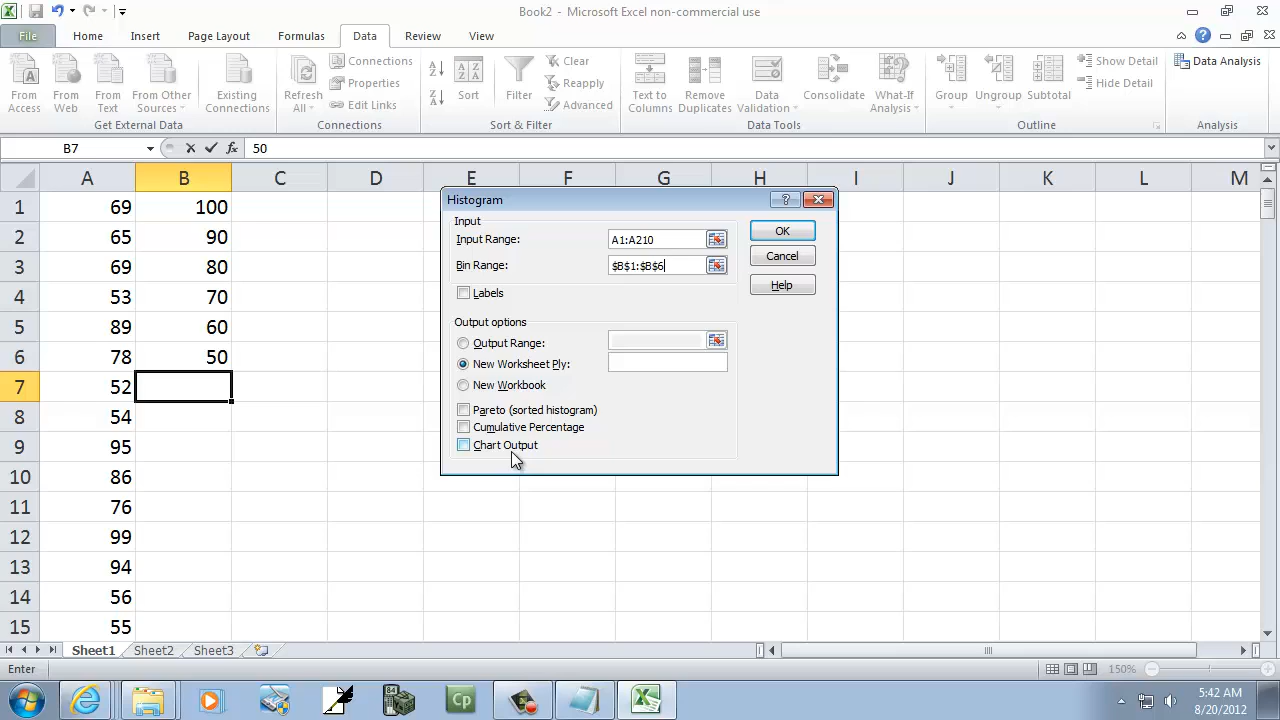 Book2 - Microsoft Excel non-commercial use
File Home Insert Page Layout Formulas Data Review View
From Access
From Web
From Text
From Other Sources
Existing Connections
Get External Data
Refresh All
Connections
Properties
Edit Links
Connections
Sort
Filter
Clear
Reapply
Advanced
Sort & Filter
Text to Columns
Remove Duplicates
Data Validation
Consolidate
What-If Analysis
Data Tools
Group
Ungroup
Subtotal
Show Detail
Hide Detail
Outline
Data Analysis
Analysis
B7 fx 50
A B C D E F G H I J K L M
1 69 100
2 65 90
3 69 80
4 53 70
5 89 60
6 78 50
7 52
8 54
9 95
10 86
11 76
12 99
13 94
14 56
15 55
Histogram
Input
Input Range: A1:A210
Bin Range: $B$1:$B$6
Labels
Output options
Output Range:
New Worksheet Ply:
New Workbook
Pareto (sorted histogram)
Cumulative Percentage
Chart Output
OK
Cancel
Help
Sheet1 Sheet2 Sheet3
Enter 150%
Cp
5:42 AM
8/20/2012